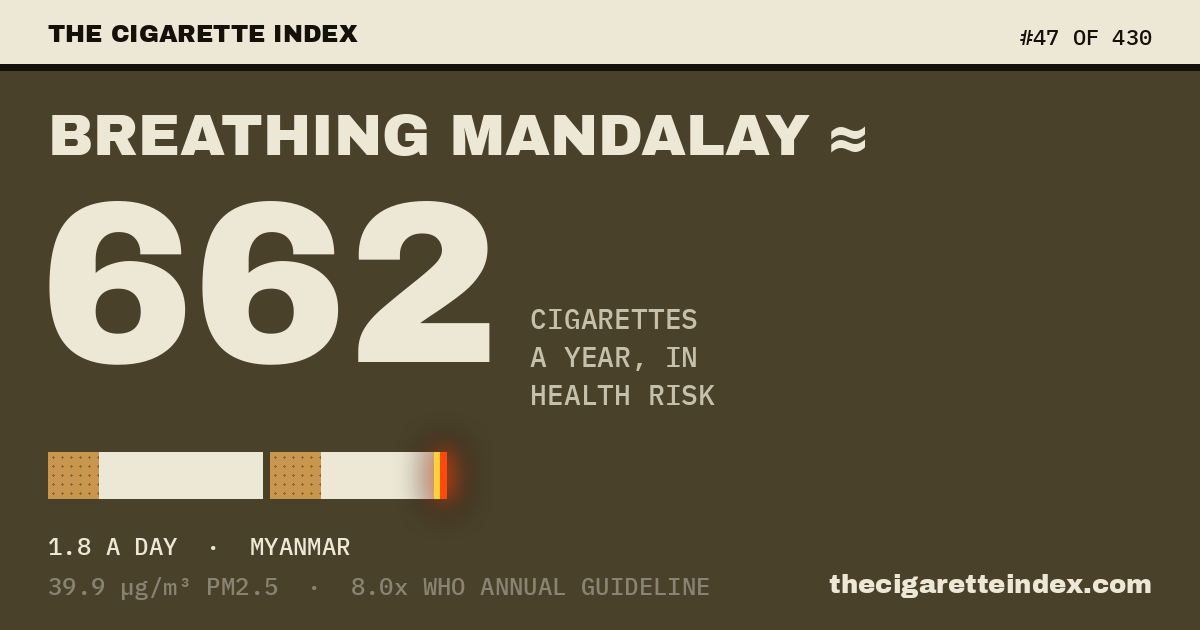 THE CIGARETTE INDEX
#47 OF 430
BREATHING MANDALAY ≈
662
CIGARETTES
A YEAR, IN
HEALTH RISK
1.8 A DAY · MYANMAR
39.9 µg/m³ PM2.5 · 8.0x WHO ANNUAL GUIDELINE
thecigaretteindex.com